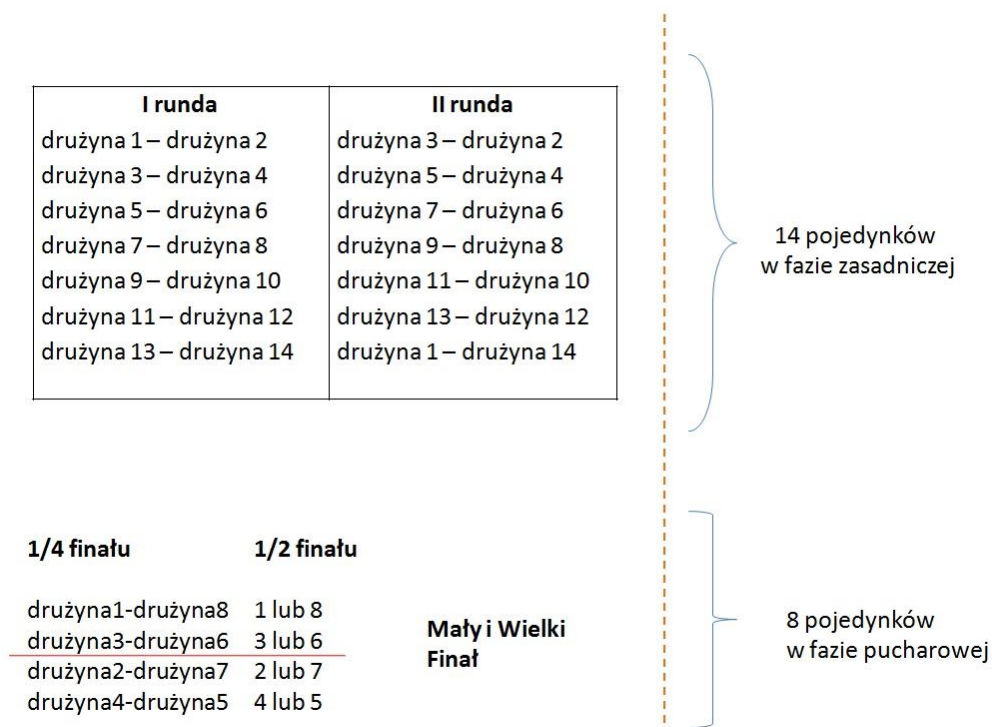 I runda
drużyna 1 – drużyna 2
drużyna 3 – drużyna 4
drużyna 5 – drużyna 6
drużyna 7 – drużyna 8
drużyna 9 – drużyna 10
drużyna 11 – drużyna 12
drużyna 13 – drużyna 14
II runda
drużyna 3 – drużyna 2
drużyna 5 – drużyna 4
drużyna 7 – drużyna 6
drużyna 9 – drużyna 8
drużyna 11 – drużyna 10
drużyna 13 – drużyna 12
drużyna 1 – drużyna 14
14 pojedynków
w fazie zasadniczej
1/4 finału
drużyna1-drużyna8
drużyna3-drużyna6
drużyna2-drużyna7
drużyna4-drużyna5
1/2 finału
1 lub 8
3 lub 6
2 lub 7
4 lub 5
Mały i Wielki
Finał
8 pojedynków
w fazie pucharowej